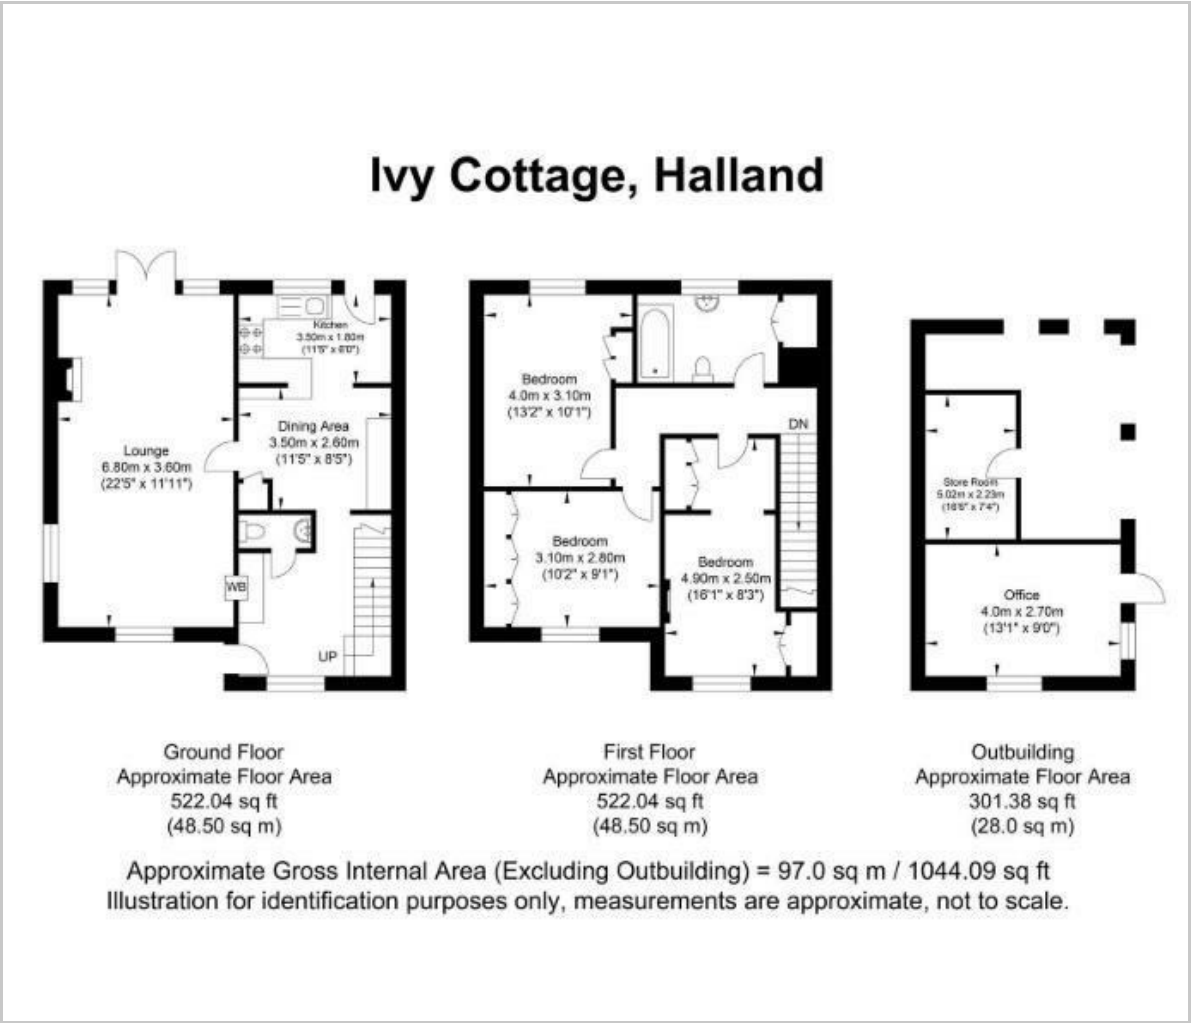 Ivy Cottage, Halland
Kitchen
3.50m x 1.80m
(11'5" x 6'0")
Dining Area
3.50m x 2.60m
(11'5" x 8'5")
Lounge
6.80m x 3.60m
(22'5" x 11'11")
WB
UP
Bedroom
4.0m x 3.10m
(13'2" x 10'1")
DN
Bedroom
3.10m x 2.80m
(10'2" x 9'1")
Bedroom
4.90m x 2.50m
(16'1" x 8'3")
Store Room
5.02m x 2.23m
(16'6" x 7'4")
Office
4.0m x 2.70m
(13'1" x 9'0")
Ground Floor
Approximate Floor Area
522.04 sq ft
(48.50 sq m)
First Floor
Approximate Floor Area
522.04 sq ft
(48.50 sq m)
Outbuilding
Approximate Floor Area
301.38 sq ft
(28.0 sq m)
Approximate Gross Internal Area (Excluding Outbuilding) = 97.0 sq m / 1044.09 sq ft
Illustration for identification purposes only, measurements are approximate, not to scale.